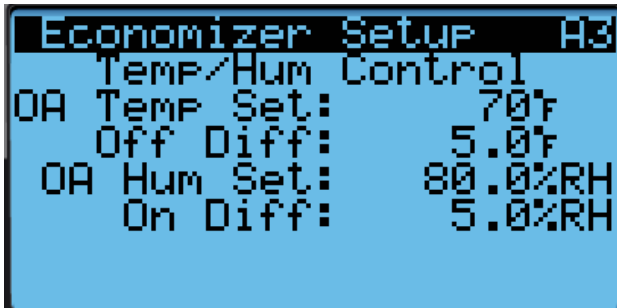 Economizer Setup A3
Temp/Hum Control
OA Temp Set: 70°F
Off Diff: 5.0°F
OA Hum Set: 80.0%RH
On Diff: 5.0%RH